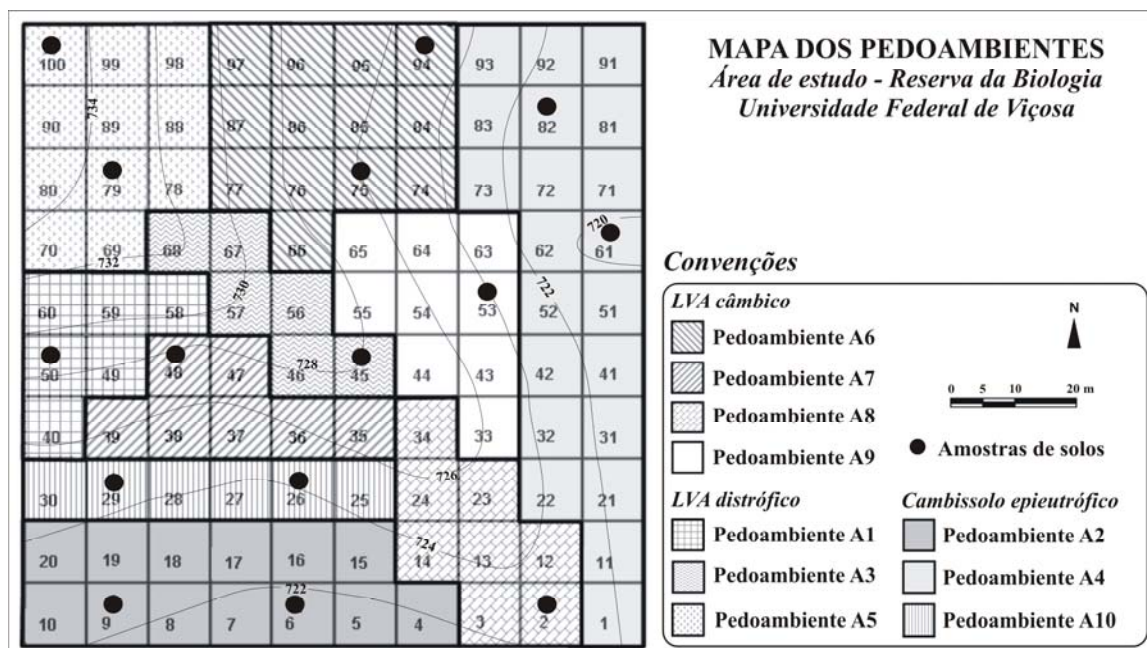 MAPA DOS PEDOAMBIENTES
Área de estudo - Reserva da Biologia
Universidade Federal de Viçosa
100 99 98 97 96 95 94 93 92 91
734
90 89 88 87 86 85 84 83 82 81
80 79 78 77 76 75 74 73 72 71
720
70 69 68 67 66 65 64 63 62 61
732 730 722
60 59 58 57 56 55 54 53 52 51
728
50 49 48 47 46 45 44 43 42 41
40 39 38 37 36 35 34 33 32 31
726
30 29 28 27 26 25 24 23 22 21
724
20 19 18 17 16 15 14 13 12 11
722
10 9 8 7 6 5 4 3 2 1
Convenções
LVA câmbico
Pedoambiente A6
Pedoambiente A7
Pedoambiente A8
Pedoambiente A9
N
0 5 10 20 m
Amostras de solos
LVA distrófico
Pedoambiente A1
Pedoambiente A3
Pedoambiente A5
Cambissolo epieutrófico
Pedoambiente A2
Pedoambiente A4
Pedoambiente A10